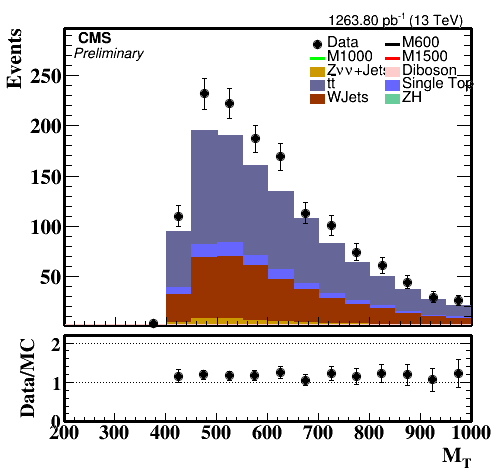 1263.80 pb⁻¹ (13 TeV)
CMS
Preliminary
Data
M600
M1000
M1500
Zνν+Jets
Diboson
tt
Single Top
WJets
ZH
Events
250
200
150
100
50
Data/MC
2
1
0
200 300 400 500 600 700 800 900 1000
M_T